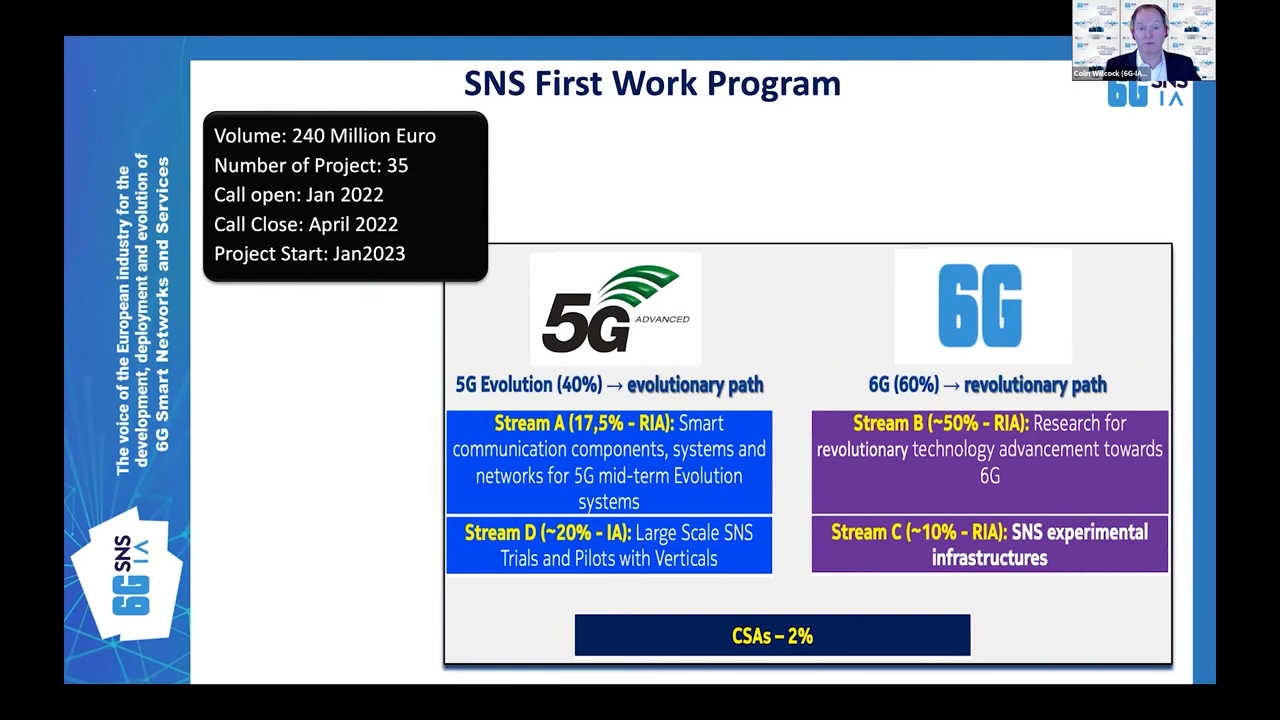 SNS First Work Program
Colin Willcock (6G-IA...
6G SNS
IA
Volume: 240 Million Euro
Number of Project: 35
Call open: Jan 2022
Call Close: April 2022
Project Start: Jan2023
The voice of the European industry for the
development, deployment and evolution of
6G Smart Networks and Services
6G SNS
IA
5G ADVANCED
6G
5G Evolution (40%) → evolutionary path
6G (60%) → revolutionary path
Stream A (17,5% - RIA): Smart
communication components, systems and
networks for 5G mid-term Evolution
systems
Stream D (~20% - IA): Large Scale SNS
Trials and Pilots with Verticals
Stream B (~50% - RIA): Research for
revolutionary technology advancement towards
6G
Stream C (~10% - RIA): SNS experimental
infrastructures
CSAs – 2%